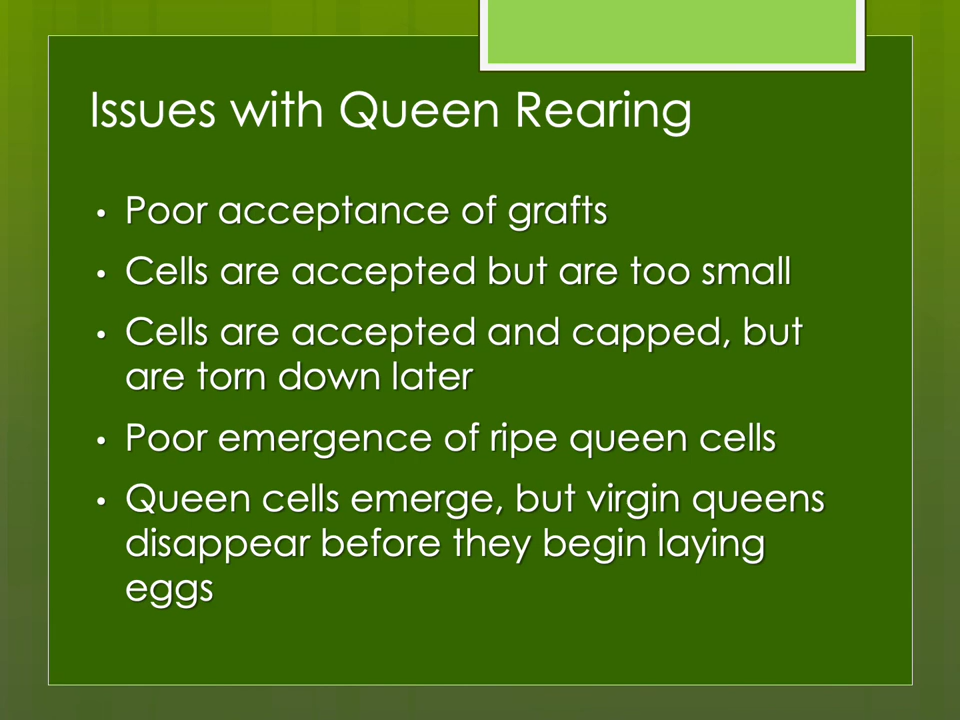 Issues with Queen Rearing
• Poor acceptance of grafts
• Cells are accepted but are too small
• Cells are accepted and capped, but
are torn down later
• Poor emergence of ripe queen cells
• Queen cells emerge, but virgin queens
disappear before they begin laying
eggs